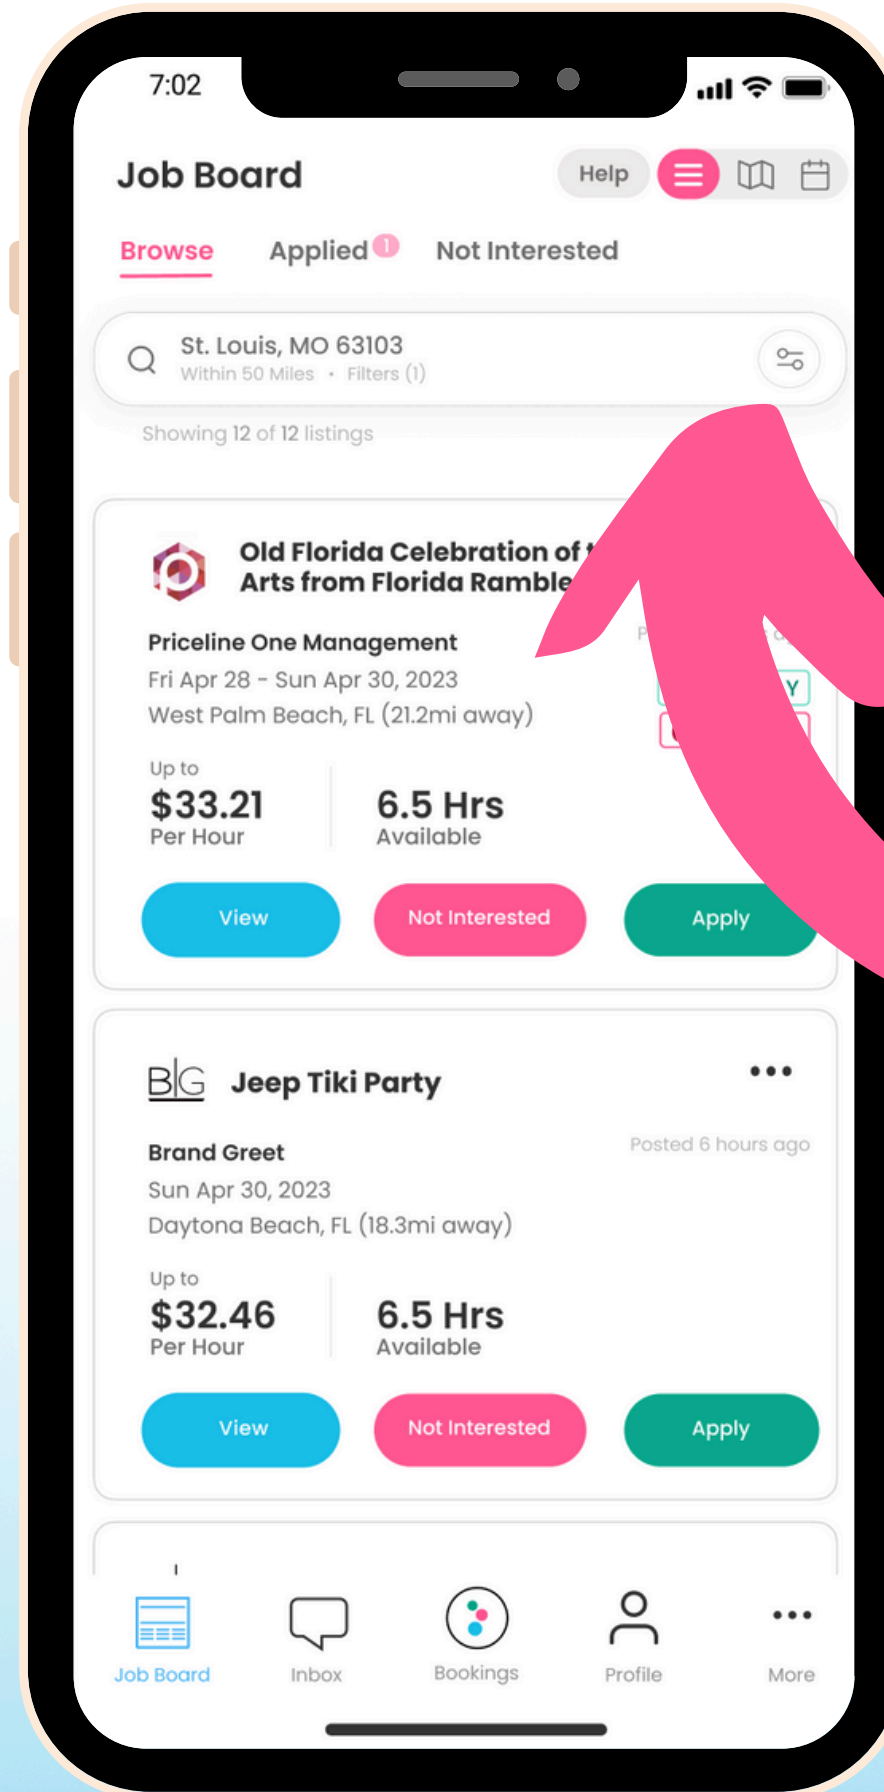 7:02
Job Board
Help
Browse Applied 1 Not Interested
St. Louis, MO 63103
Within 50 Miles • Filters (1)
Showing 12 of 12 listings
Old Florida Celebration of
Arts from Florida
Priceline One Management
Fri Apr 28 - Sun Apr 30, 2023
West Palm Beach, FL (21.2mi away)
Up to
$33.21 6.5 Hrs
Per Hour Available
View Not Interested Apply
B|G Jeep Tiki Party
Brand Greet Posted 6 hours ago
Sun Apr 30, 2023
Daytona Beach, FL (18.3mi away)
Up to
$32.46 6.5 Hrs
Per Hour Available
View Not Interested Apply
Job Board Inbox Bookings Profile More